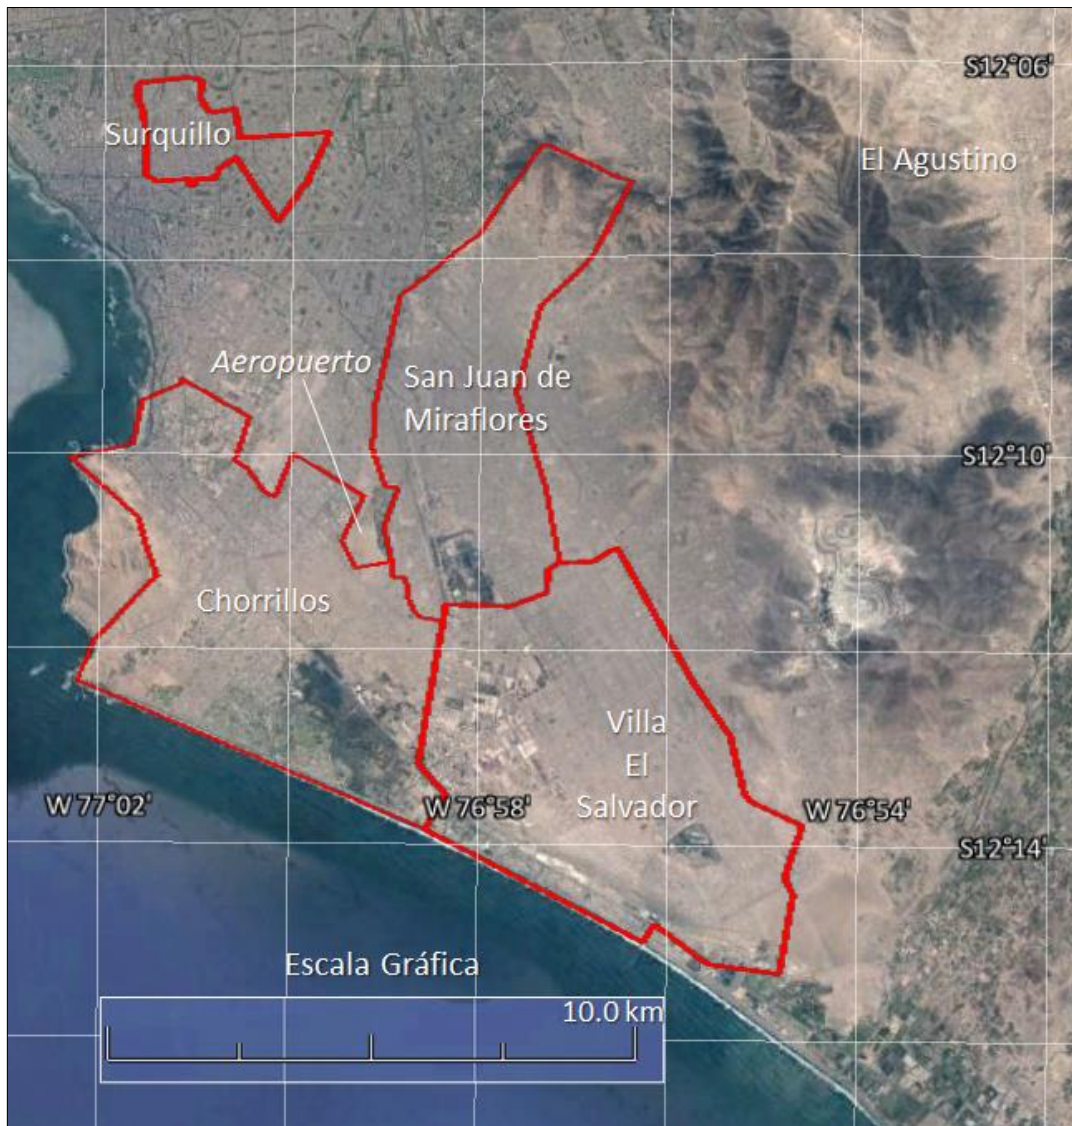 S12°06'
Surquillo
El Agustino
Aeropuerto
San Juan de
Miraflores
S12°10'
Chorrillos
Villa
El
Salvador
W 77°02'
W 76°58'
W 76°54'
S12°14'
Escala Gráfica
10.0 km